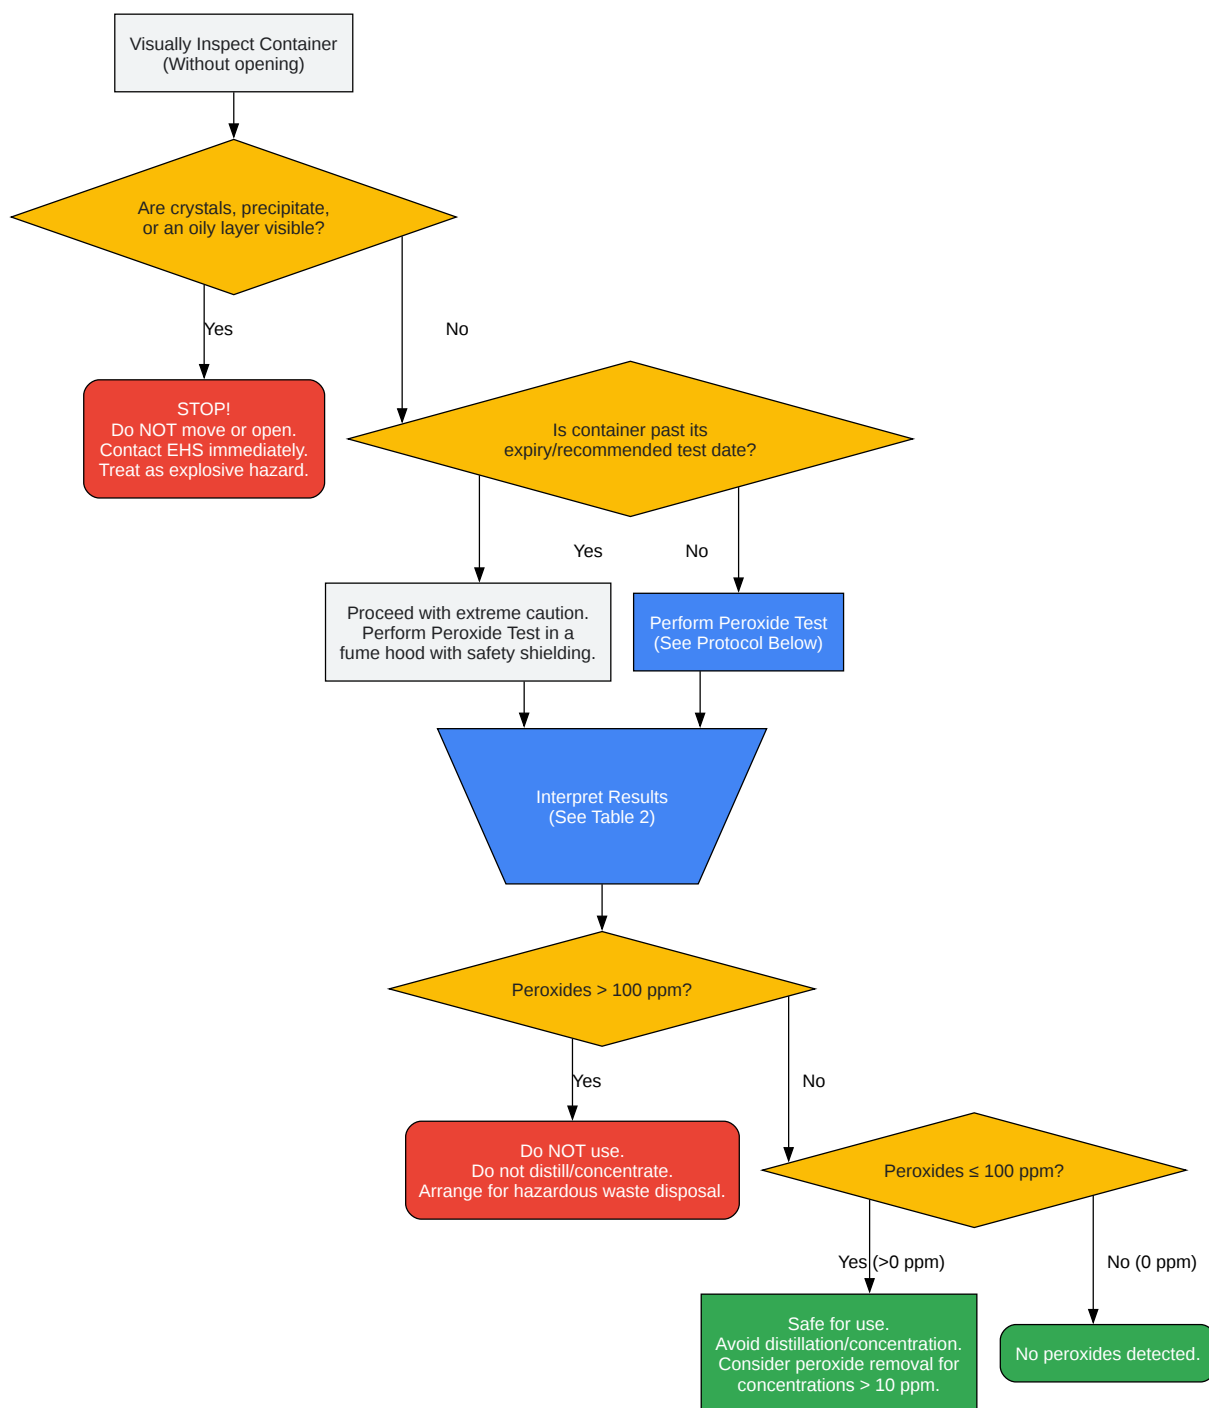 Visually Inspect Container
(Without opening)
Are crystals, precipitate,
or an oily layer visible?
Yes
No
STOP!
Do NOT move or open.
Contact EHS immediately.
Treat as explosive hazard.
Is container past its
expiry/recommended test date?
Yes
No
Proceed with extreme caution.
Perform Peroxide Test in a
fume hood with safety shielding.
Perform Peroxide Test
(See Protocol Below)
Interpret Results
(See Table 2)
Peroxides > 100 ppm?
Yes
No
Do NOT use.
Do not distill/concentrate.
Arrange for hazardous waste disposal.
Peroxides ≤ 100 ppm?
Yes (>0 ppm)
No (0 ppm)
Safe for use.
Avoid distillation/concentration.
Consider peroxide removal for
concentrations > 10 ppm.
No peroxides detected.